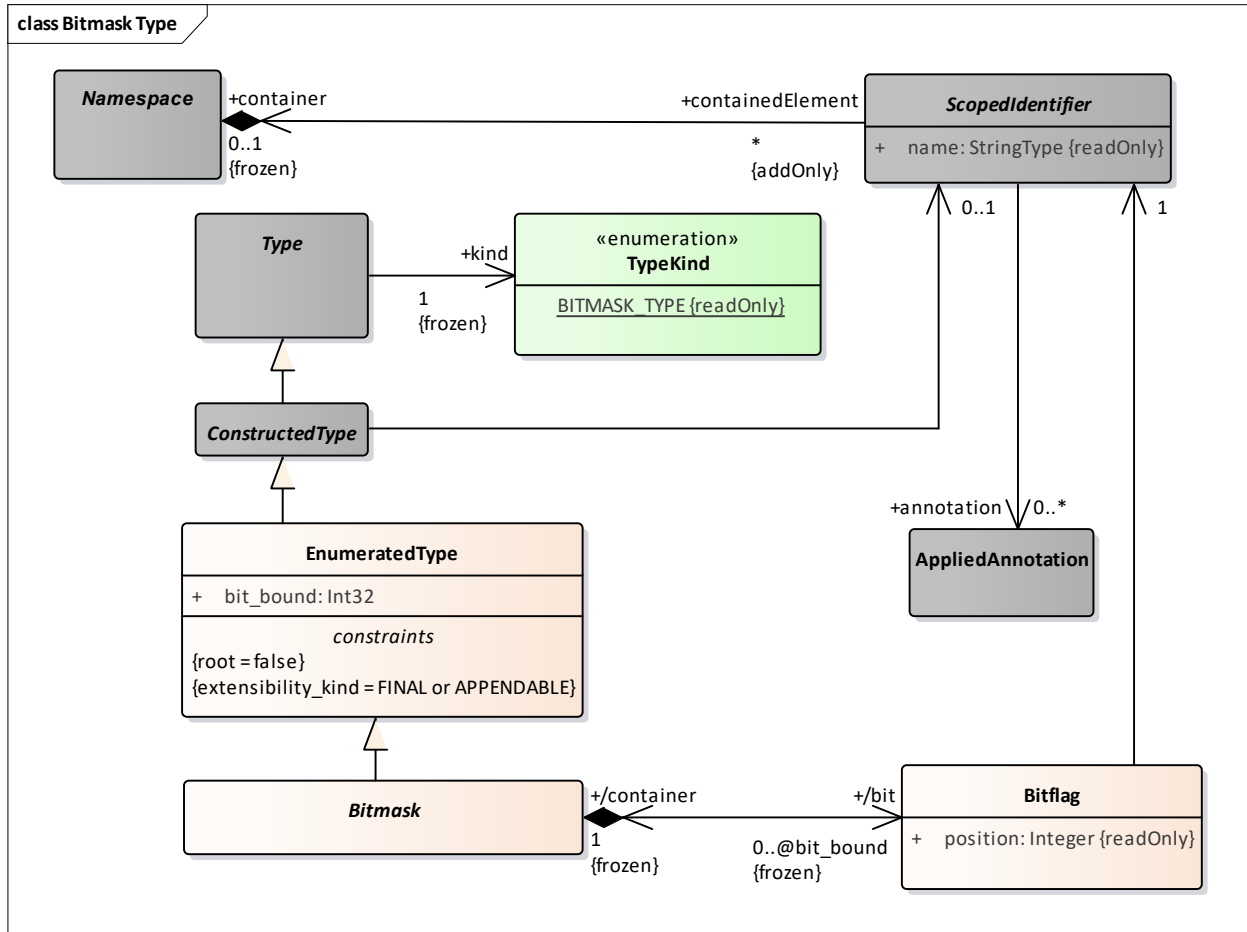 class Bitmask Type
Namespace
+container
0..1
{frozen}
+containedElement
*
{addOnly}
ScopedIdentifier
+ name: StringType {readOnly}
0..1
1
Type
+kind
1
{frozen}
«enumeration»
TypeKind
BITMASK_TYPE {readOnly}
ConstructedType
+annotation
0..*
AppliedAnnotation
EnumeratedType
+ bit_bound: Int32
constraints
{root = false}
{extensibility_kind = FINAL or APPENDABLE}
Bitmask
+/container
1
{frozen}
+/bit
0..@bit_bound
{frozen}
Bitflag
+ position: Integer {readOnly}